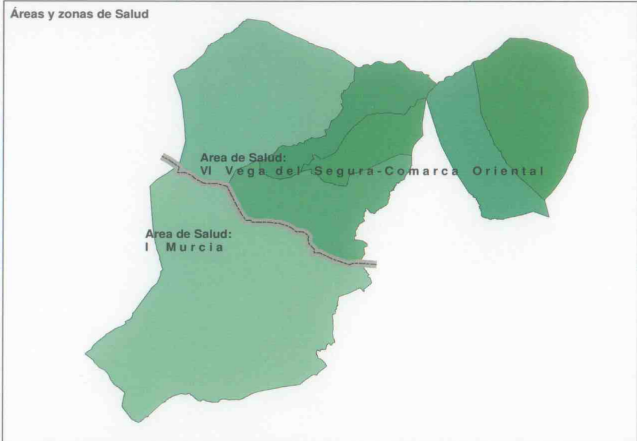 Áreas y zonas de Salud
Area de Salud:
VI Vega del Segura-Comarca Oriental
Area de Salud:
I Murcia